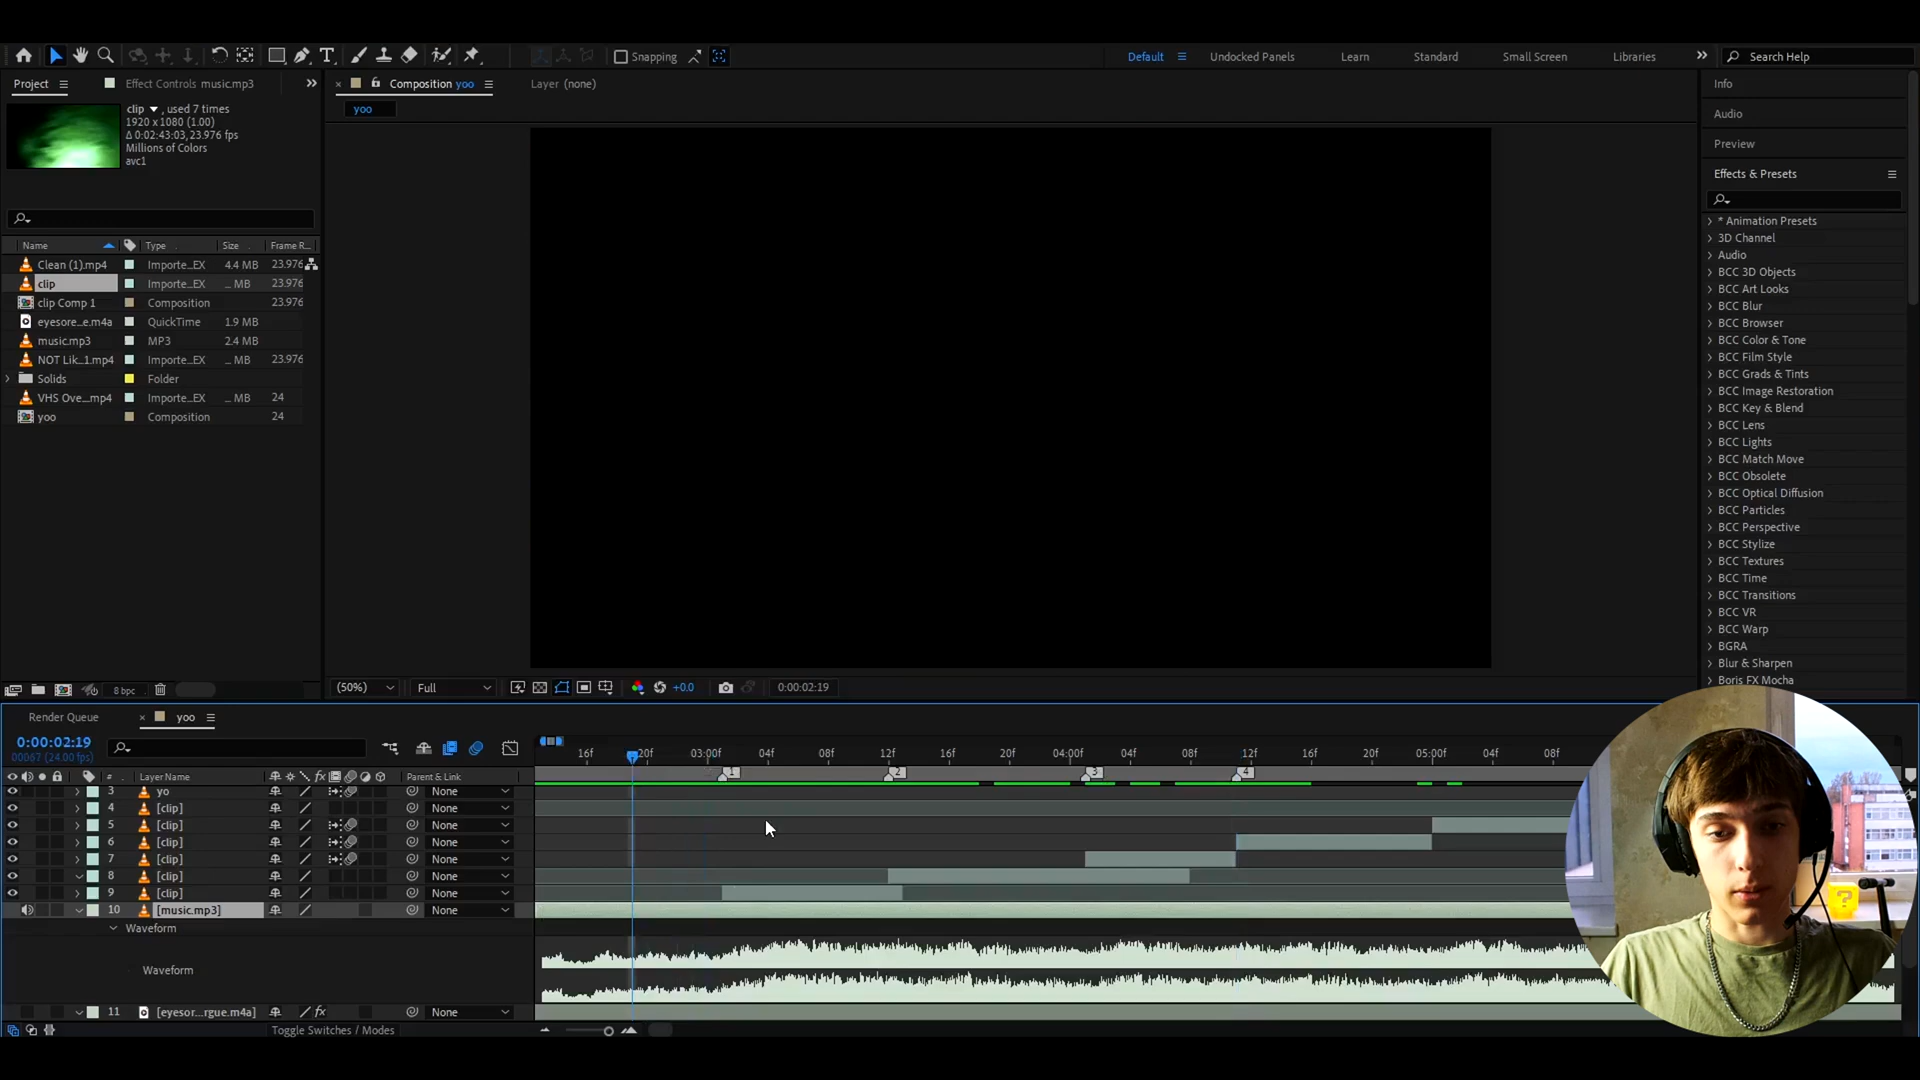 Snapping
Default
Undocked Panels
Learn
Standard
Small Screen
Libraries
Search Help
Project
Effect Controls music.mp3
Composition yoo
Layer (none)
yoo
clip , used 7 times
1920 x 1080 (1.00)
Δ 0:02:43:03, 23.976 fps
Millions of Colors
avc1
Name Type Size Frame R...
Clean (1).mp4 Importe...EX 4.4 MB 23.976
clip Importe...EX ... MB 23.976
clip Comp 1 Composition 23.976
eyesore...e.m4a QuickTime 1.9 MB
music.mp3 MP3 2.4 MB
NOT Lik...1.mp4 Importe...EX ... MB 23.976
Solids Folder
VHS Ove...mp4 Importe...EX ... MB 24
yoo Composition 24
8 bpc
(50%)
Full
+0.0
0:00:02:19
Info
Audio
Preview
Effects & Presets
* Animation Presets
3D Channel
Audio
BCC 3D Objects
BCC Art Looks
BCC Blur
BCC Browser
BCC Color & Tone
BCC Film Style
BCC Grads & Tints
BCC Image Restoration
BCC Key & Blend
BCC Lens
BCC Lights
BCC Match Move
BCC Obsolete
BCC Optical Diffusion
BCC Particles
BCC Perspective
BCC Stylize
BCC Textures
BCC Time
BCC Transitions
BCC VR
BCC Warp
BGRA
Blur & Sharpen
Boris FX Mocha
Render Queue
yoo
0:00:02:19
00067 (24.00 fps)
16f 20f 03:00f 04f 08f 12f 16f 20f 04:00f 04f 08f 12f 16f 20f 05:00f 04f 08f
1 2 3 4
# Layer Name fx Parent & Link
3 yo None
4 [clip] None
5 [clip] None
6 [clip] None
7 [clip] None
8 [clip] None
9 [clip] None
10 [music.mp3] None
Waveform
Waveform
11 [eyesor...rgue.m4a] fx None
Toggle Switches / Modes